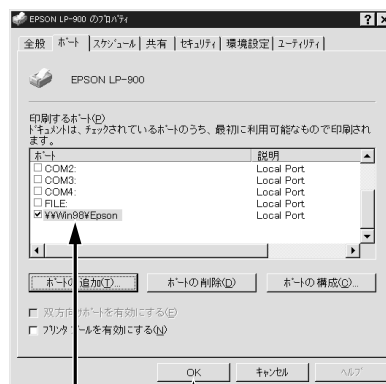 EPSON LP-900 のプロパティ
全般 ポート スケジュール 共有 セキュリティ 環境設定 ユーティリティ
EPSON LP-900
印刷するポート(P)
ドキュメントは、チェックされているポートのうち、最初に利用可能なもので印刷され
ます。
ポート 説明
COM2: Local Port
COM3: Local Port
COM4: Local Port
FILE: Local Port
¥¥Win98¥Epson
ポートの追加(T)... ポートの削除(D) ポートの構成(C)...
双方向サポートを有効にする(E)
プリンタ プールを有効にする(N)
OK キャンセル ヘルプ